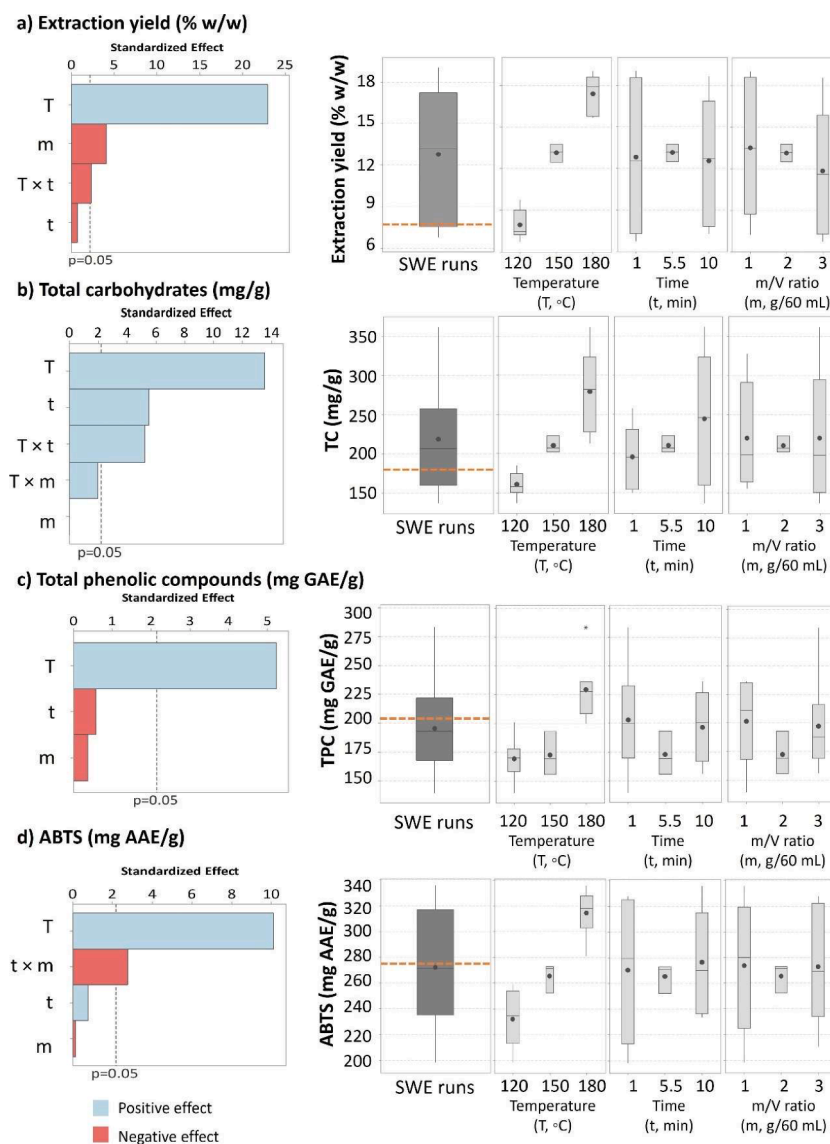 a) Extraction yield (% w/w)
Standardized Effect
0 5 10 15 20 25
T
m
T × t
t
p=0.05
Extraction yield (% w/w)
18
15
12
9
6
SWE runs
120 150 180
Temperature
(T, °C)
1 5.5 10
Time
(t, min)
1 2 3
m/V ratio
(m, g/60 mL)
b) Total carbohydrates (mg/g)
Standardized Effect
0 2 4 6 8 10 12 14
T
t
T × t
T × m
m
p=0.05
TC (mg/g)
350
300
250
200
150
SWE runs
120 150 180
Temperature
(T, °C)
1 5.5 10
Time
(t, min)
1 2 3
m/V ratio
(m, g/60 mL)
c) Total phenolic compounds (mg GAE/g)
Standardized Effect
0 1 2 3 4 5
T
t
m
p=0.05
TPC (mg GAE/g)
300
275
225
200
175
150
SWE runs
120 150 180
Temperature
(T, °C)
1 5.5 10
Time
(t, min)
1 2 3
m/V ratio
(m, g/60 mL)
d) ABTS (mg AAE/g)
Standardized Effect
0 2 4 6 8 10
T
t × m
t
m
p=0.05
Positive effect
Negative effect
ABTS (mg AAE/g)
340
320
300
280
260
240
220
200
SWE runs
120 150 180
Temperature
(T, °C)
1 5.5 10
Time
(t, min)
1 2 3
m/V ratio
(m, g/60 mL)